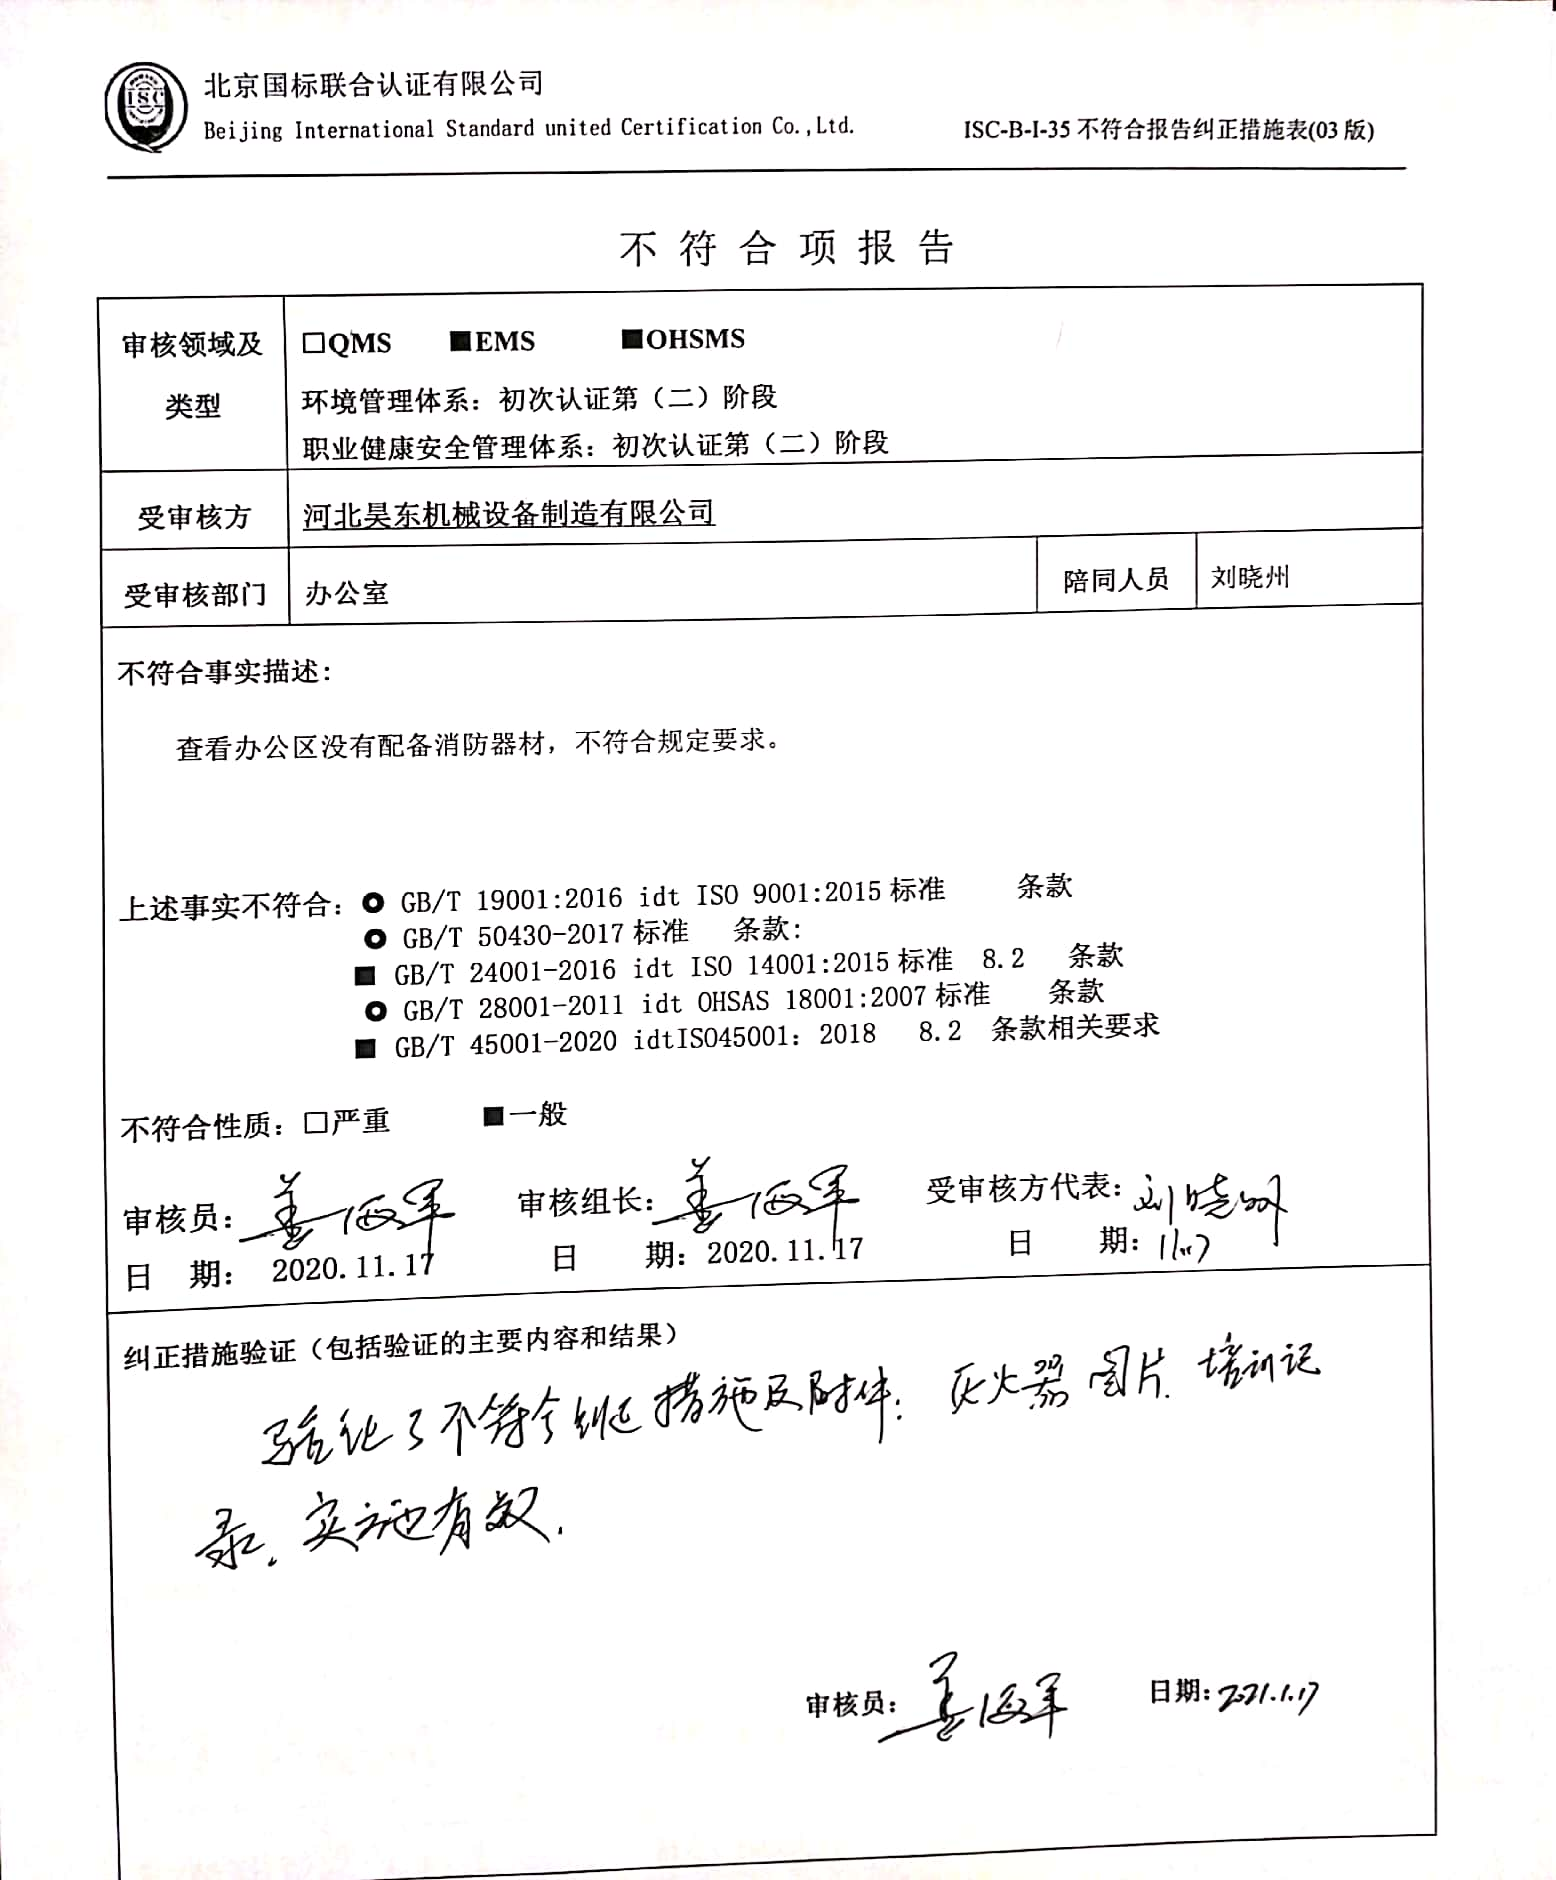 ISC
北京国标联合认证有限公司
Beijing International Standard united Certification Co.,Ltd.
ISC-B-I-35 不符合报告纠正措施表(03 版)
不符合项报告
审核领域及类型
□QMS ■EMS ■OHSMS
环境管理体系：初次认证第（二）阶段
职业健康安全管理体系：初次认证第（二）阶段
受审核方 河北昊东机械设备制造有限公司
受审核部门 办公室 陪同人员 刘晓州
不符合事实描述：
查看办公区没有配备消防器材，不符合规定要求。
上述事实不符合：⭘ GB/T 19001:2016 idt ISO 9001:2015 标准 条款
⭘ GB/T 50430-2017 标准 条款：
■ GB/T 24001-2016 idt ISO 14001:2015 标准 8.2 条款
⭘ GB/T 28001-2011 idt OHSAS 18001:2007 标准 条款
■ GB/T 45001-2020 idtISO45001：2018 8.2 条款相关要求
不符合性质：□严重 ■一般
审核员：姜海军 审核组长：姜海军 受审核方代表：刘晓州
日 期： 2020.11.17 日 期：2020.11.17 日 期：11.17
纠正措施验证（包括验证的主要内容和结果）
验证了不符合纠正措施及附件：灭火器图片、培训记
录。实施有效.
审核员：姜海军 日期：2021.1.17